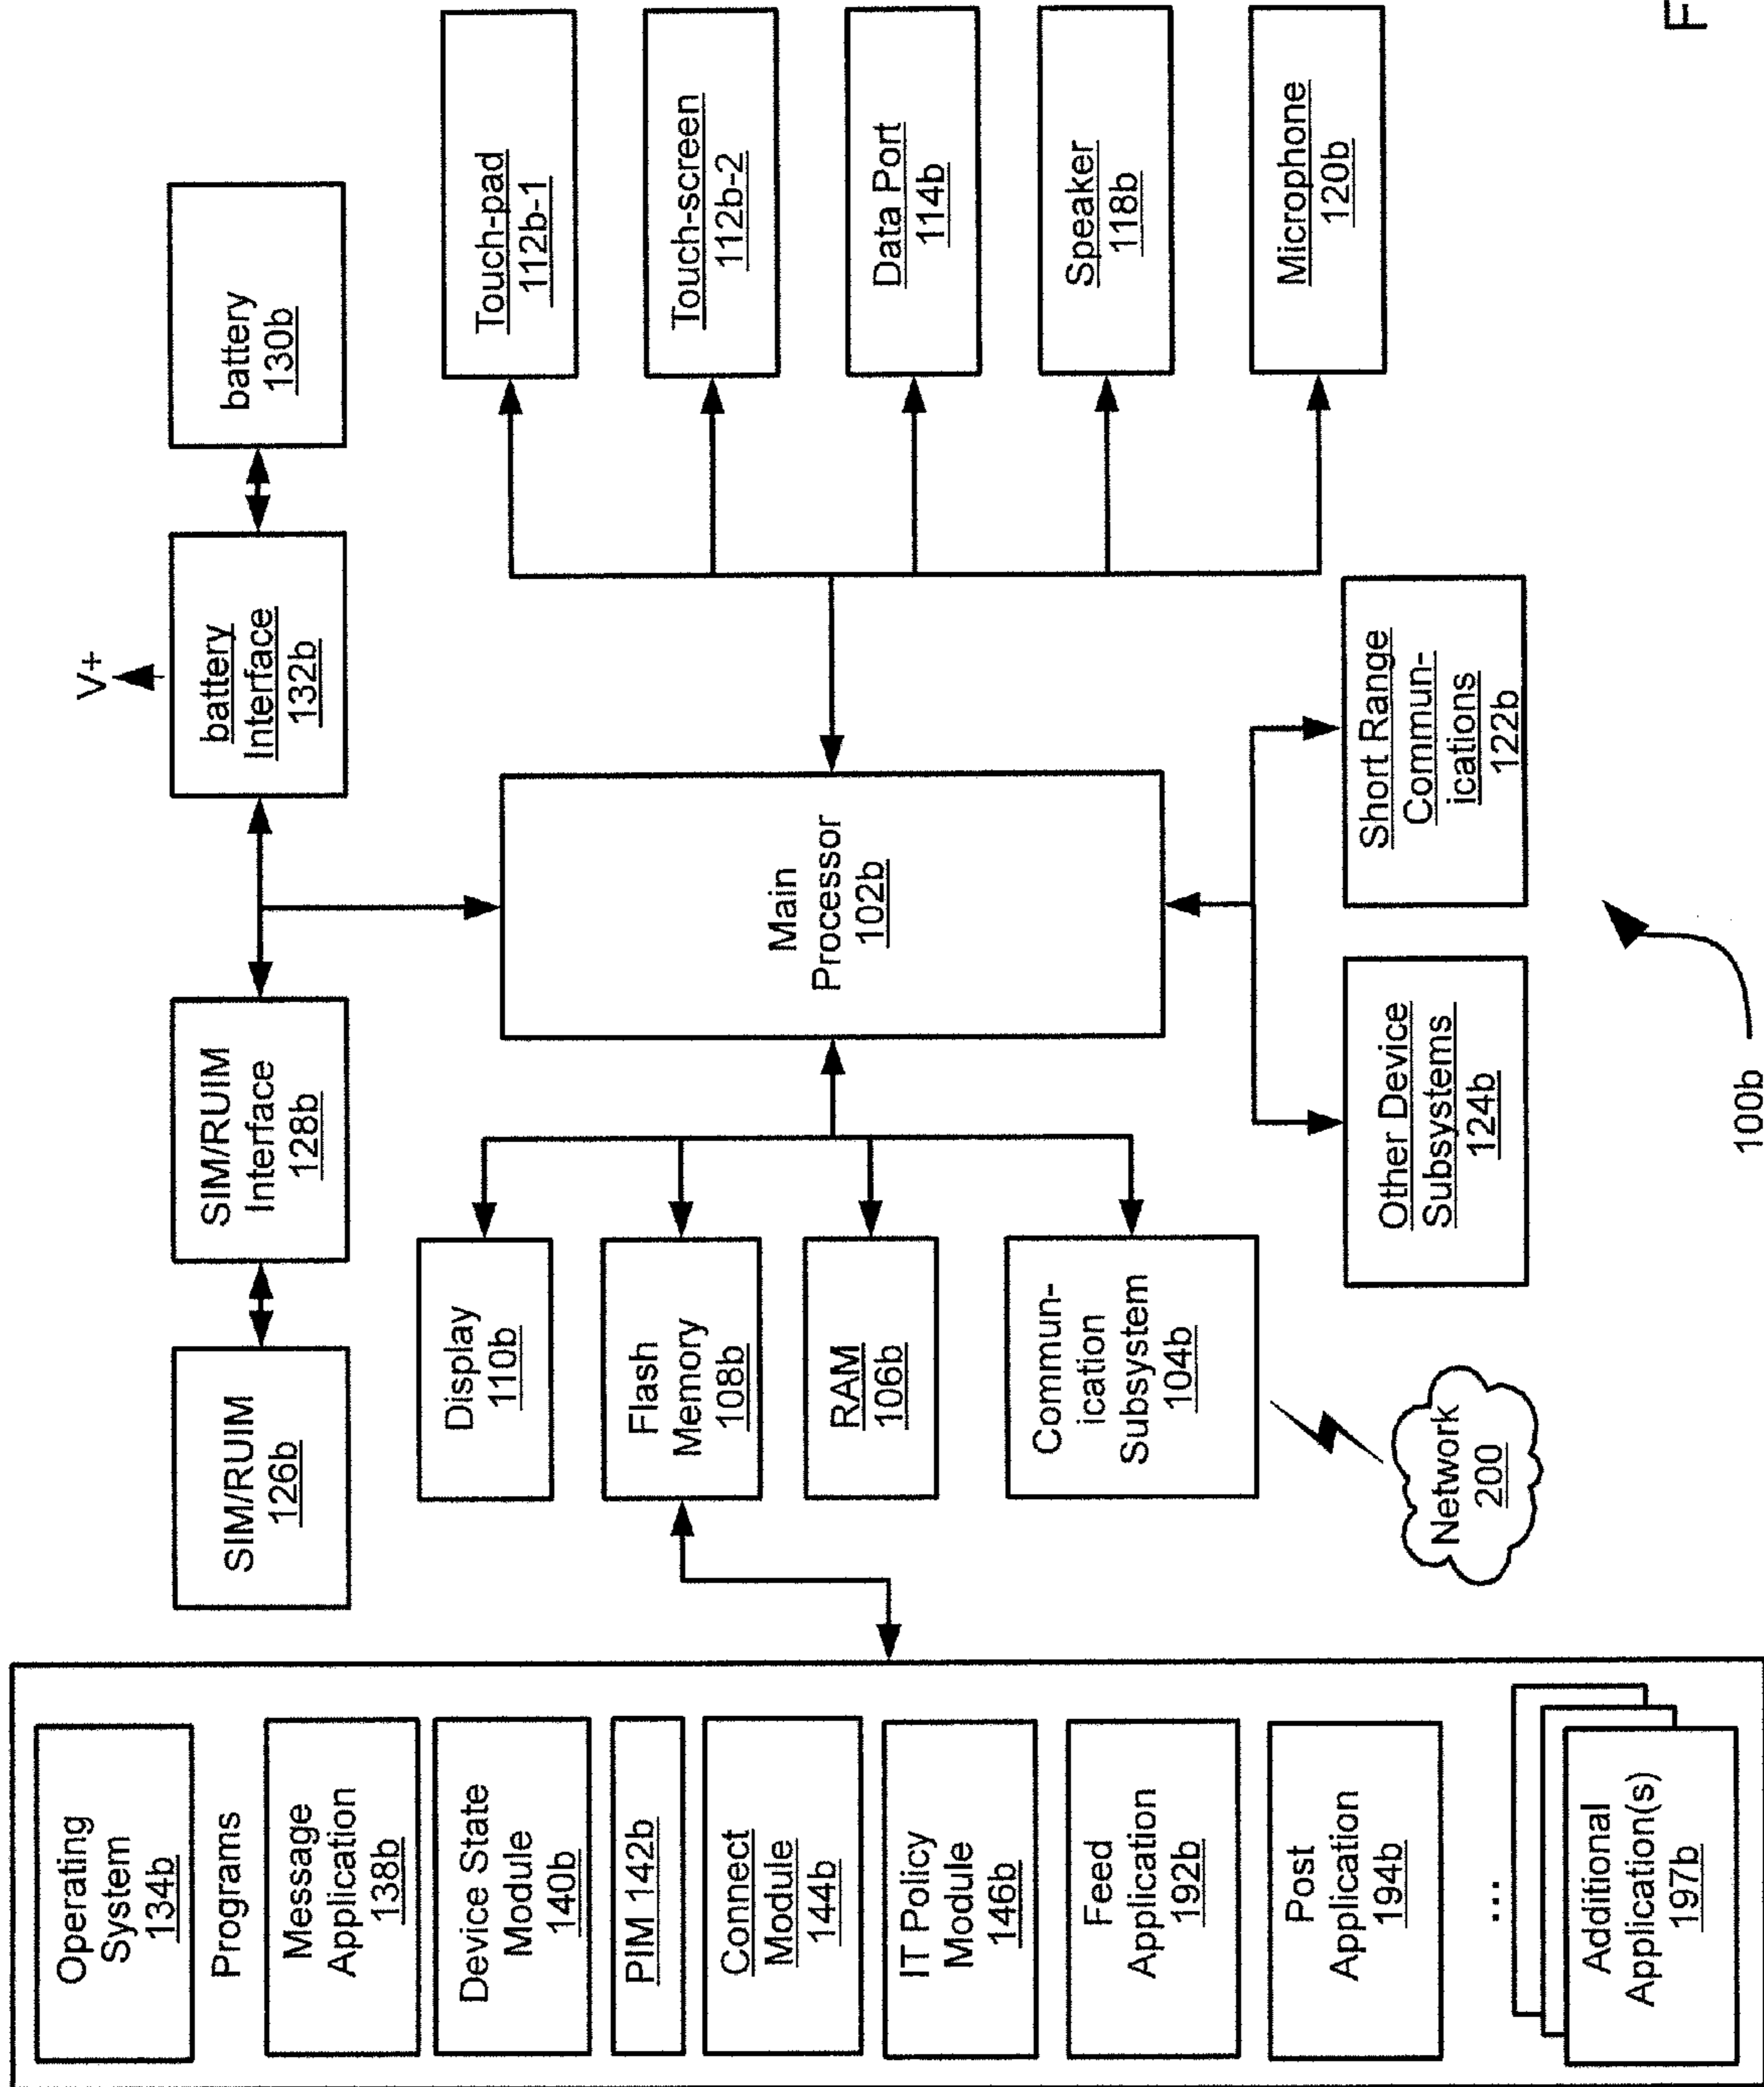 Operating
System
134b
Programs
Message
Application
138b
Device State
Module
140b
PIM 142b
Connect
Module
144b
IT Policy
Module
146b
Feed
Application
192b
Post
Application
194b
...
Additional
Application(s)
197b
SIM/RUIM
126b
SIM/RUIM
Interface
128b
battery
Interface
132b
V+
battery
130b
Display
110b
Flash
Memory
108b
RAM
106b
Commun-
ication
Subsystem
104b
Network
200
Main
Processor
102b
Touch-pad
112b-1
Touch-screen
112b-2
Data Port
114b
Speaker
118b
Microphone
120b
Other Device
Subsystems
124b
Short Range
Commun-
ications
122b
100b
F